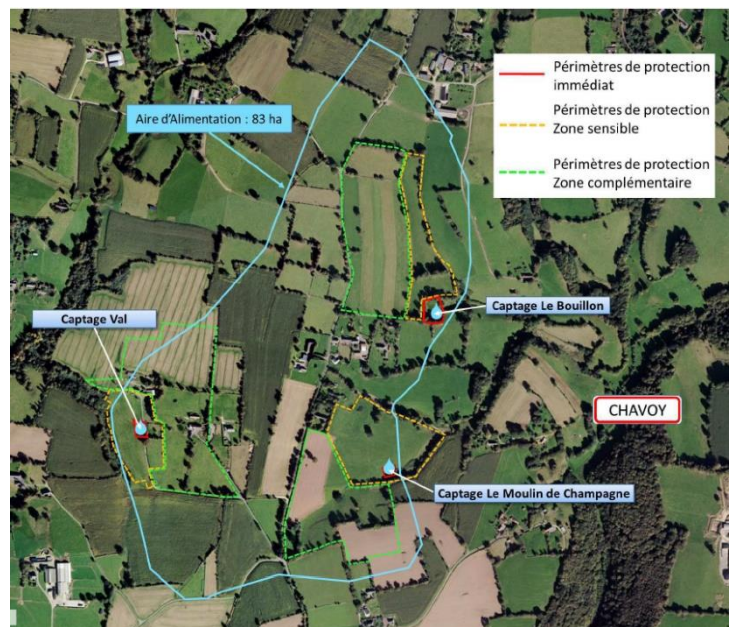 Périmètres de protection
immédiat
Périmètres de protection
Zone sensible
Périmètres de protection
Zone complémentaire
Aire d'Alimentation : 83 ha
Captage Le Bouillon
Captage Val
CHAVOY
Captage Le Moulin de Champagne